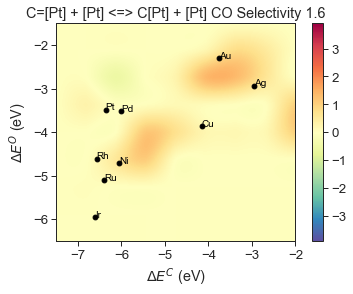 C=[Pt] + [Pt] <=> C[Pt] + [Pt] CO Selectivity 1.6
ΔE^O (eV)
−2
−3
−4
−5
−6
Au
Ag
Pt
Pd
Cu
Rh
Ni
Ru
Ir
−7
−6
−5
−4
−3
−2
ΔE^C (eV)
3
2
1
0
−1
−2
−3